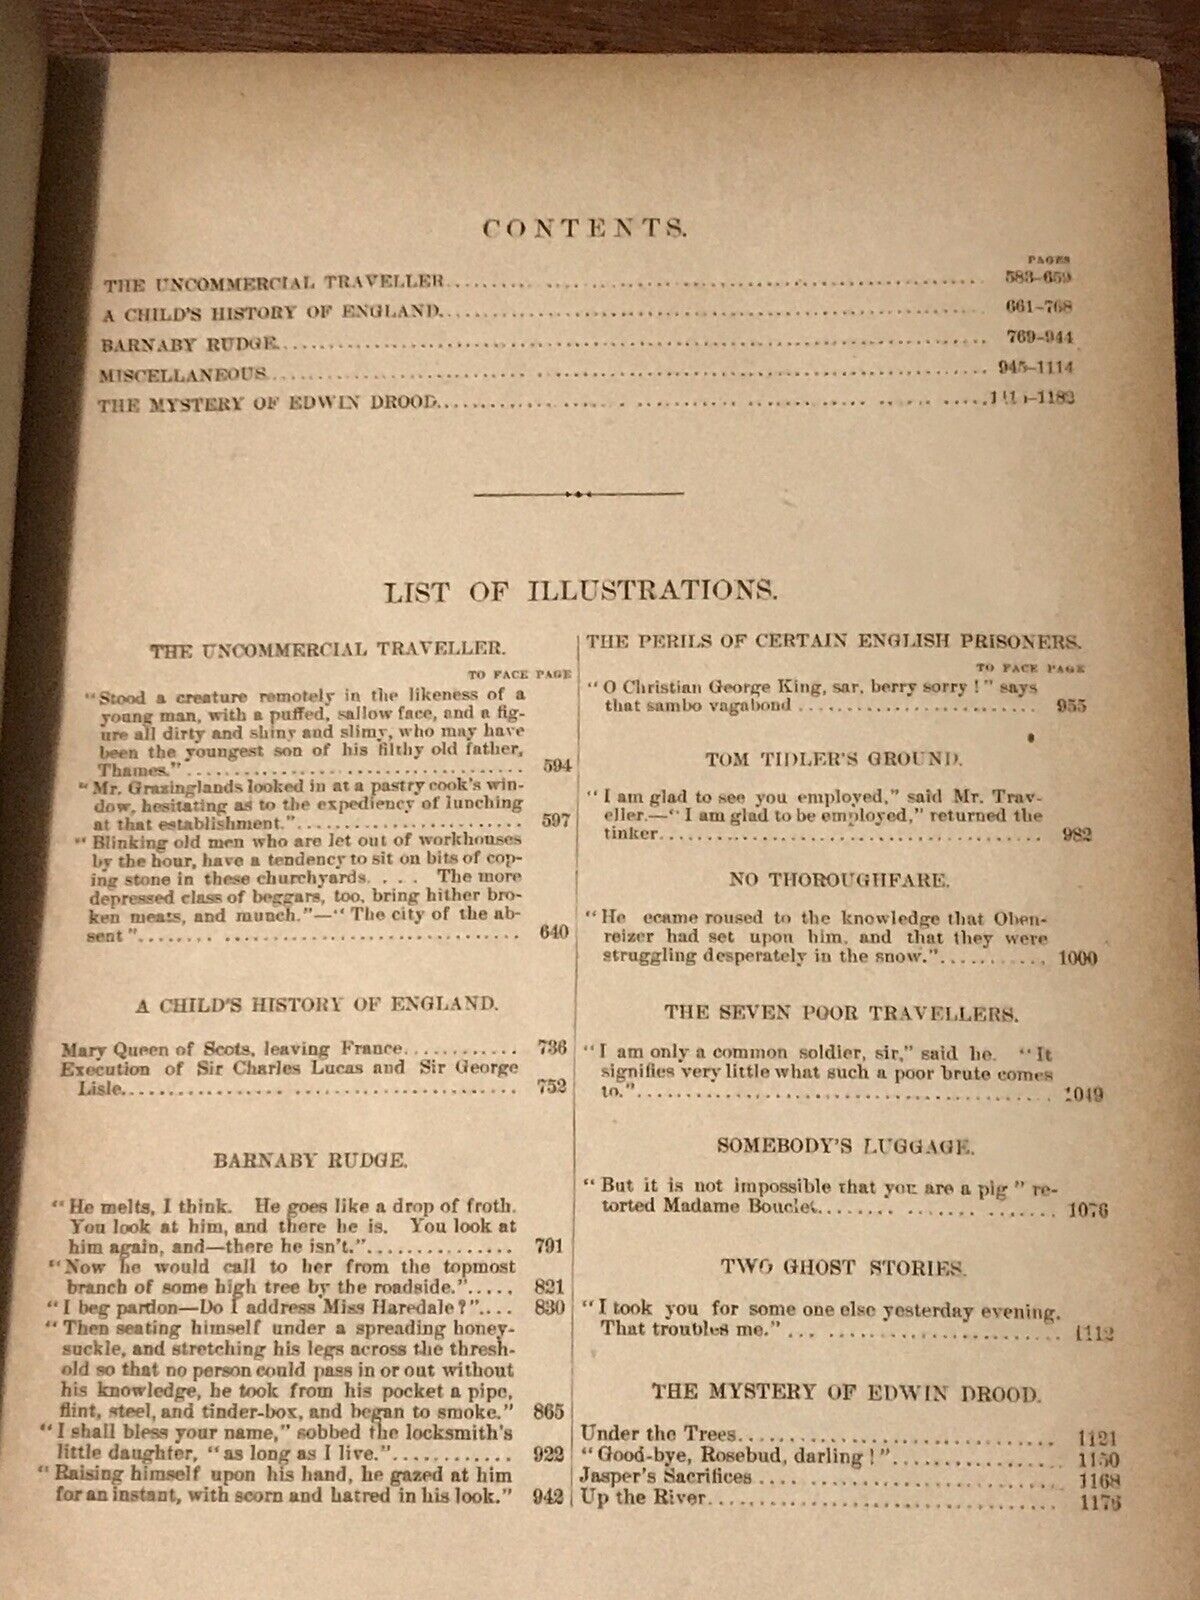 CONTENTS.
PAGES
THE UNCOMMERCIAL TRAVELLER 583-659
A CHILD'S HISTORY OF ENGLAND 661-768
BARNABY RUDGE 769-944
MISCELLANEOUS 945-1114
THE MYSTERY OF EDWIN DROOD -1182
LIST OF ILLUSTRATIONS.
THE UNCOMMERCIAL TRAVELLER.
TO FACE PAGE
"Stood a creature remotely in the likeness of a
young man, with a puffed, sallow face, and a fig-
ure all dirty and shiny and slimy, who may have
been the youngest son of his filthy old father,
Thames." 594
"Mr. Grazinglands looked in at a pastry cook's win-
dow, hesitating as to the expediency of lunching
at that establishment." 597
"Blinking old men who are let out of workhouses
by the hour, have a tendency to sit on bits of cop-
ing stone in these churchyards. . . . The more
depressed class of beggars, too, bring hither bro-
ken meats, and munch."—"The city of the ab-
sent" 640
A CHILD'S HISTORY OF ENGLAND.
Mary Queen of Scots, leaving France 736
Execution of Sir Charles Lucas and Sir George
Lisle 752
BARNABY RUDGE.
"He melts, I think. He goes like a drop of froth.
You look at him, and there he is. You look at
him again, and—there he isn't." 791
"Now he would call to her from the topmost
branch of some high tree by the roadside." 821
"I beg pardon—Do I address Miss Haredale?" 830
"Then seating himself under a spreading honey-
suckle, and stretching his legs across the thresh-
old so that no person could pass in or out without
his knowledge, he took from his pocket a pipe,
flint, steel, and tinder-box, and began to smoke." 865
"I shall bless your name," sobbed the locksmith's
little daughter, "as long as I live." 922
"Raising himself upon his hand, he gazed at him
for an instant, with scorn and hatred in his look." 942
THE PERILS OF CERTAIN ENGLISH PRISONERS.
TO FACE PAGE
"O Christian George King, sar, berry sorry!" says
that sambo vagabond 955
TOM TIDLER'S GROUND.
"I am glad to see you employed," said Mr. Trav-
eller.—"I am glad to be employed," returned the
tinker 982
NO THOROUGHFARE.
"He ecame roused to the knowledge that Oben-
reizer had set upon him, and that they were
struggling desperately in the snow." 1000
THE SEVEN POOR TRAVELLERS.
"I am only a common soldier, sir," said he. "It
signifies very little what such a poor brute comes
to." 1049
SOMEBODY'S LUGGAGE.
"But it is not impossible that you are a pig" re-
torted Madame Bouclet 1076
TWO GHOST STORIES.
"I took you for some one else yesterday evening.
That troubles me." 1112
THE MYSTERY OF EDWIN DROOD.
Under the Trees 1121
"Good-bye, Rosebud, darling!" 1150
Jasper's Sacrifices 1168
Up the River 1176